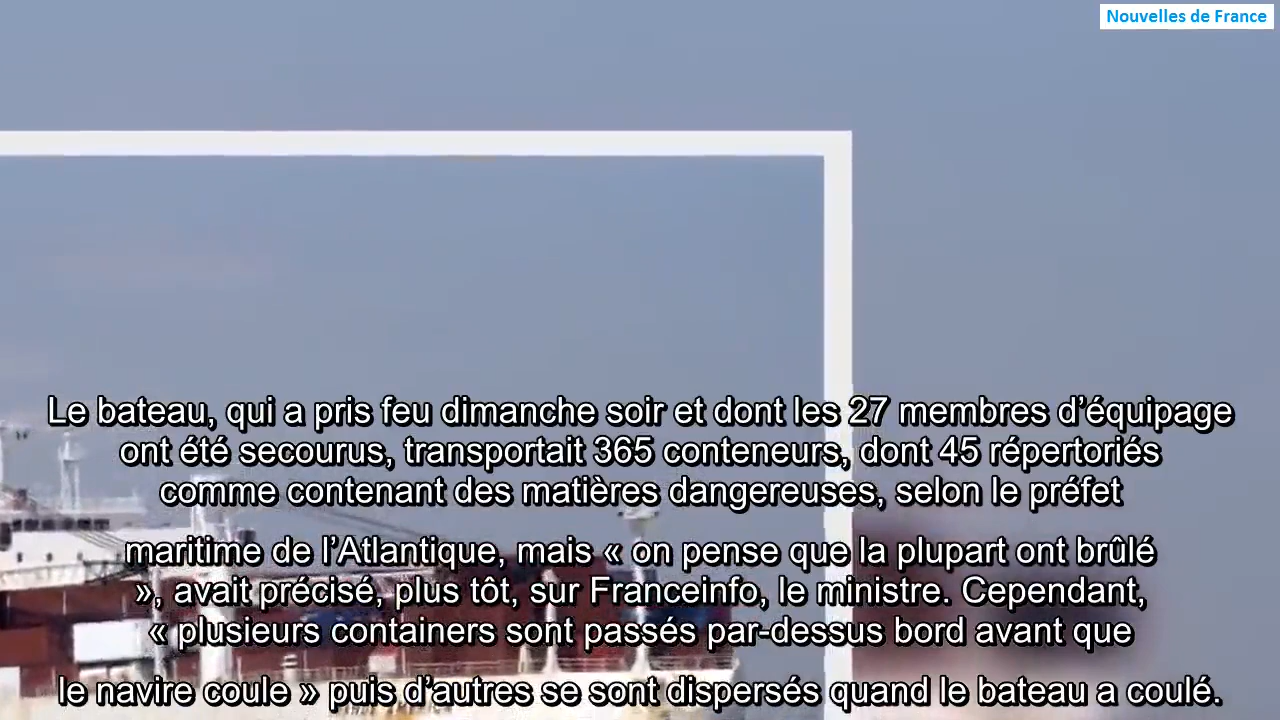 Nouvelles de France
Le bateau, qui a pris feu dimanche soir et dont les 27 membres d’équipage
ont été secourus, transportait 365 conteneurs, dont 45 répertoriés
comme contenant des matières dangereuses, selon le préfet
maritime de l’Atlantique, mais « on pense que la plupart ont brûlé
», avait précisé, plus tôt, sur Franceinfo, le ministre. Cependant,
« plusieurs containers sont passés par-dessus bord avant que
le navire coule » puis d’autres se sont dispersés quand le bateau a coulé.